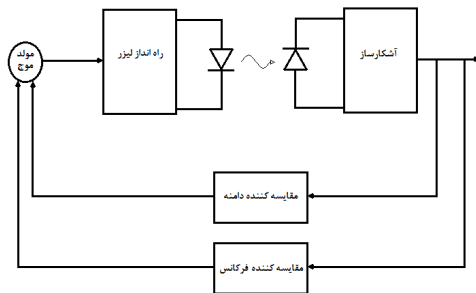 مولد
موج
راه انداز لیزر
آشکارساز
مقایسه کننده دامنه
مقایسه کننده فرکانس